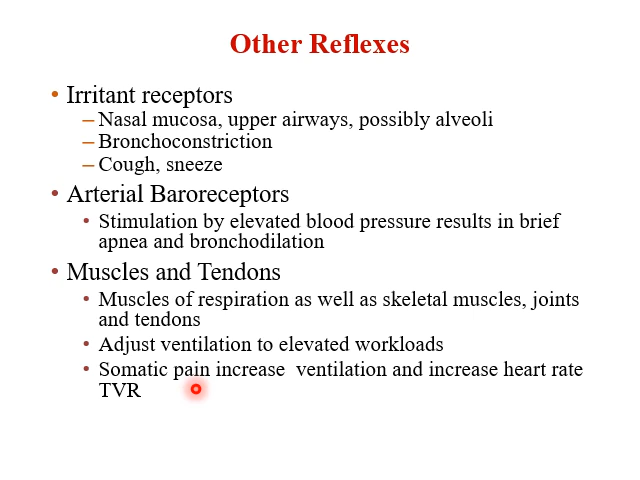 Other Reflexes
• Irritant receptors
– Nasal mucosa, upper airways, possibly alveoli
– Bronchoconstriction
– Cough, sneeze
• Arterial Baroreceptors
• Stimulation by elevated blood pressure results in brief
apnea and bronchodilation
• Muscles and Tendons
• Muscles of respiration as well as skeletal muscles, joints
and tendons
• Adjust ventilation to elevated workloads
• Somatic pain increase  ventilation and increase heart rate
TVR